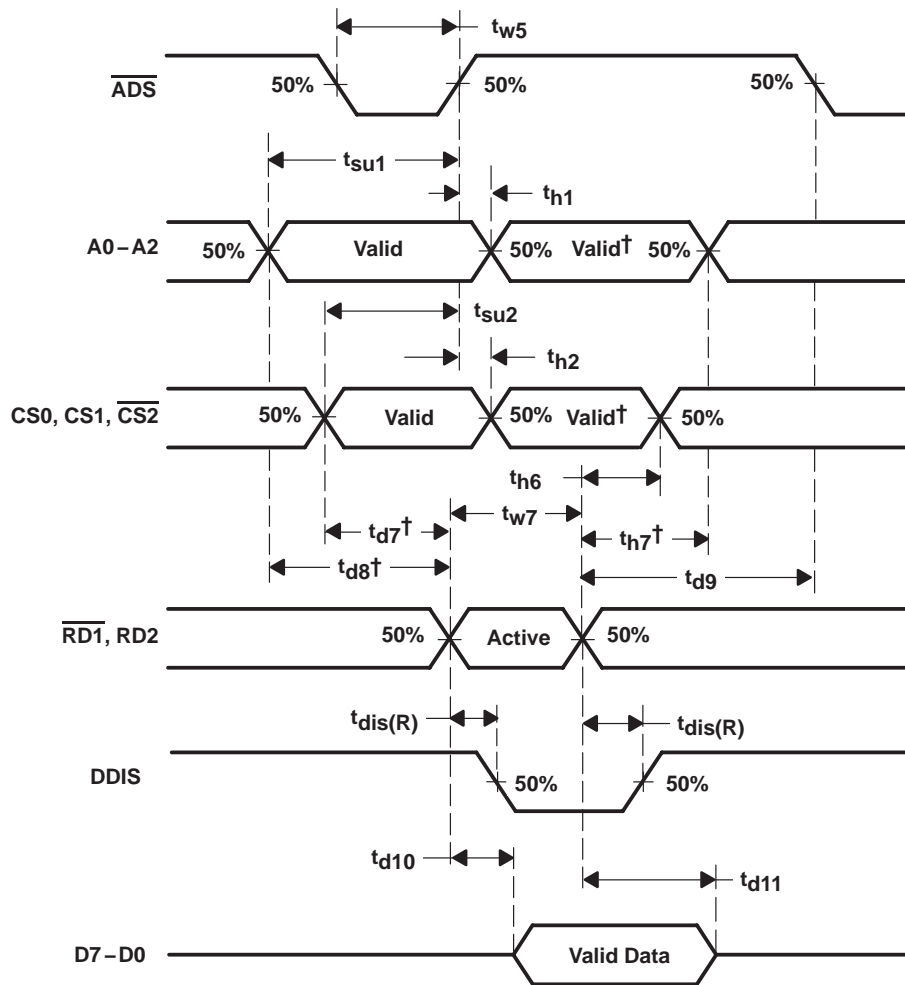 tw5
ADS 50% 50% 50%
tsu1
th1
A0–A2 50% Valid 50% Valid† 50%
tsu2
th2
CS0, CS1, CS2 50% Valid 50% Valid† 50%
th6
tw7
td7† th7†
td8† td9
RD1, RD2 50% Active 50%
tdis(R) tdis(R)
DDIS 50% 50%
td10 td11
D7–D0 Valid Data